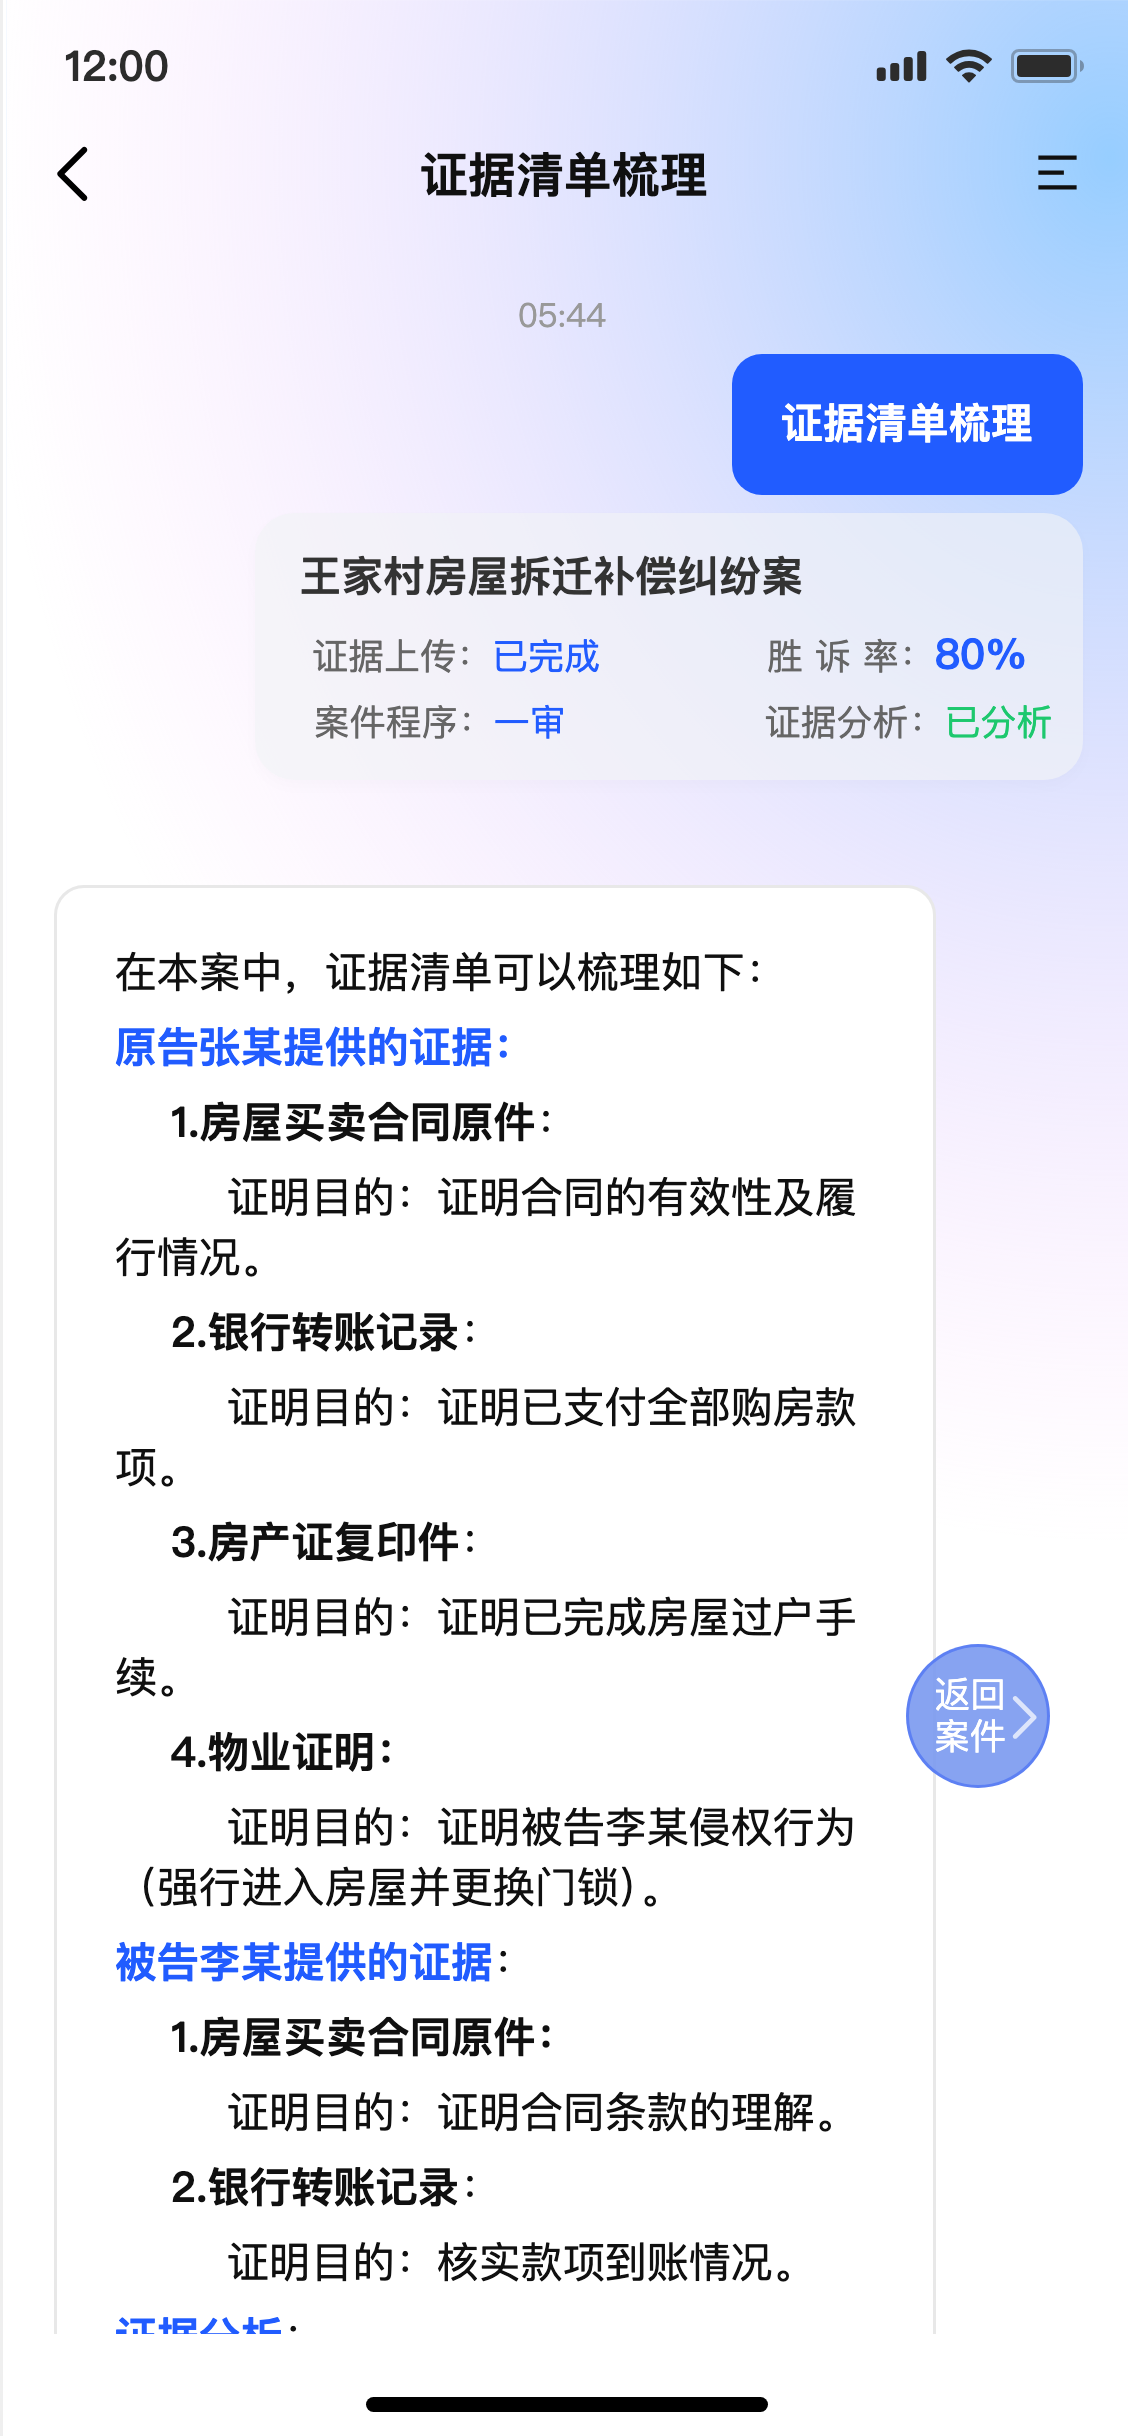 12:00
证据清单梳理
05:44
证据清单梳理
王家村房屋拆迁补偿纠纷案
证据上传：已完成 胜 诉 率：80%
案件程序：一审 证据分析：已分析
在本案中，证据清单可以梳理如下：
原告张某提供的证据：
1.房屋买卖合同原件：
证明目的：证明合同的有效性及履
行情况。
2.银行转账记录：
证明目的：证明已支付全部购房款
项。
3.房产证复印件：
证明目的：证明已完成房屋过户手
续。
4.物业证明：
证明目的：证明被告李某侵权行为
（强行进入房屋并更换门锁）。
返回
案件
被告李某提供的证据：
1.房屋买卖合同原件：
证明目的：证明合同条款的理解。
2.银行转账记录：
证明目的：核实款项到账情况。
证据分析：